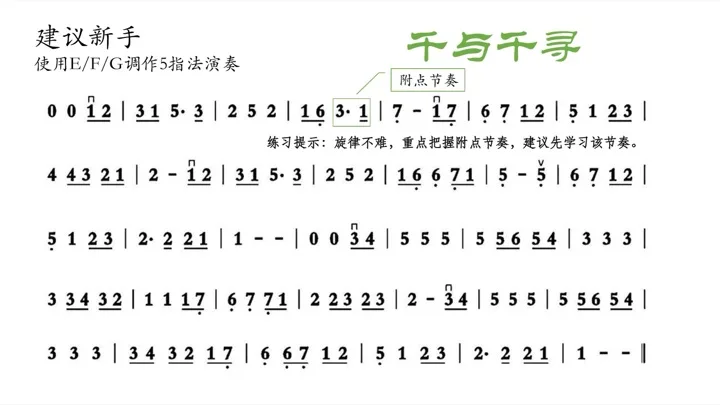 建议新手
千与千寻
使用E/F/G调作5指法演奏
附点节奏
0 0 1 2 | 3 1 5· 3 | 2 5 2 | 1 6 3· 1 | 7 - 1 7 | 6 7 1 2 | 5 1 2 3 |
练习提示：旋律不难，重点把握附点节奏，建议先学习该节奏。
4 4 3 2 1 | 2 - 1 2 | 3 1 5· 3 | 2 5 2 | 1 6 6 7 1 | 5 - 5 | 6 7 1 2 |
5 1 2 3 | 2· 2 2 1 | 1 - - | 0 0 3 4 | 5 5 5 | 5 5 6 5 4 | 3 3 3 |
3 3 4 3 2 | 1 1 1 7 | 6 7 7 1 | 2 2 3 2 3 | 2 - 3 4 | 5 5 5 | 5 5 6 5 4 |
3 3 3 | 3 4 3 2 1 7 | 6 6 7 1 2 | 5 1 2 3 | 2· 2 2 1 | 1 - - ‖